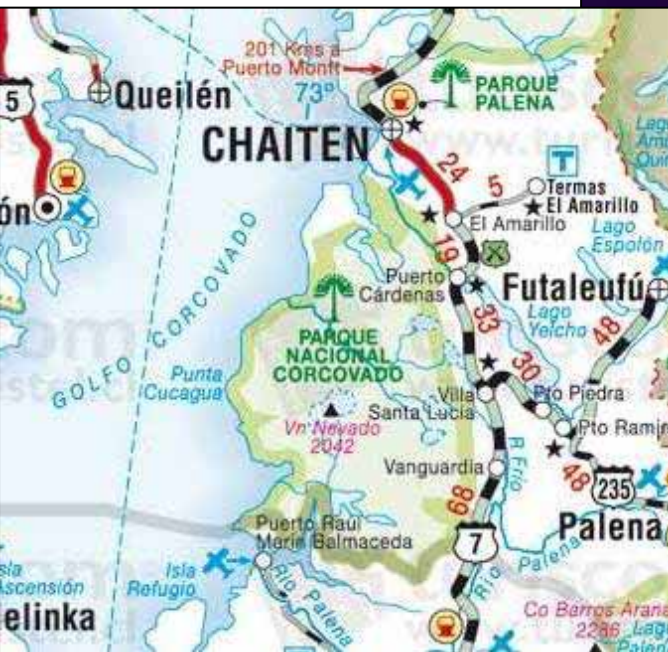 201 Kms a
Puerto Montt
73°
PARQUE
PALENA
5
Queilén
CHAITEN
24
5
T
Termas
El Amarillo
El Amarillo
Lago
Espolón
19
Puerto
Cárdenas
Futaleufú
GOLFO CORCOVADO
33
Lago
Yelcho
48
PARQUE
NACIONAL
CORCOVADO
30
Punta
Cucagua
Villa
Santa Lucía
Pto Piedra
Vn Nevado
2042
Pto Ramír
Vanguardia
R Frío
48
235
68
Palena
7
Puerto Raúl
Marín Balmaceda
Río Palena
Isla
Refugio
Río Palena
Ascensión
elinka
Co Barros Arana
2286